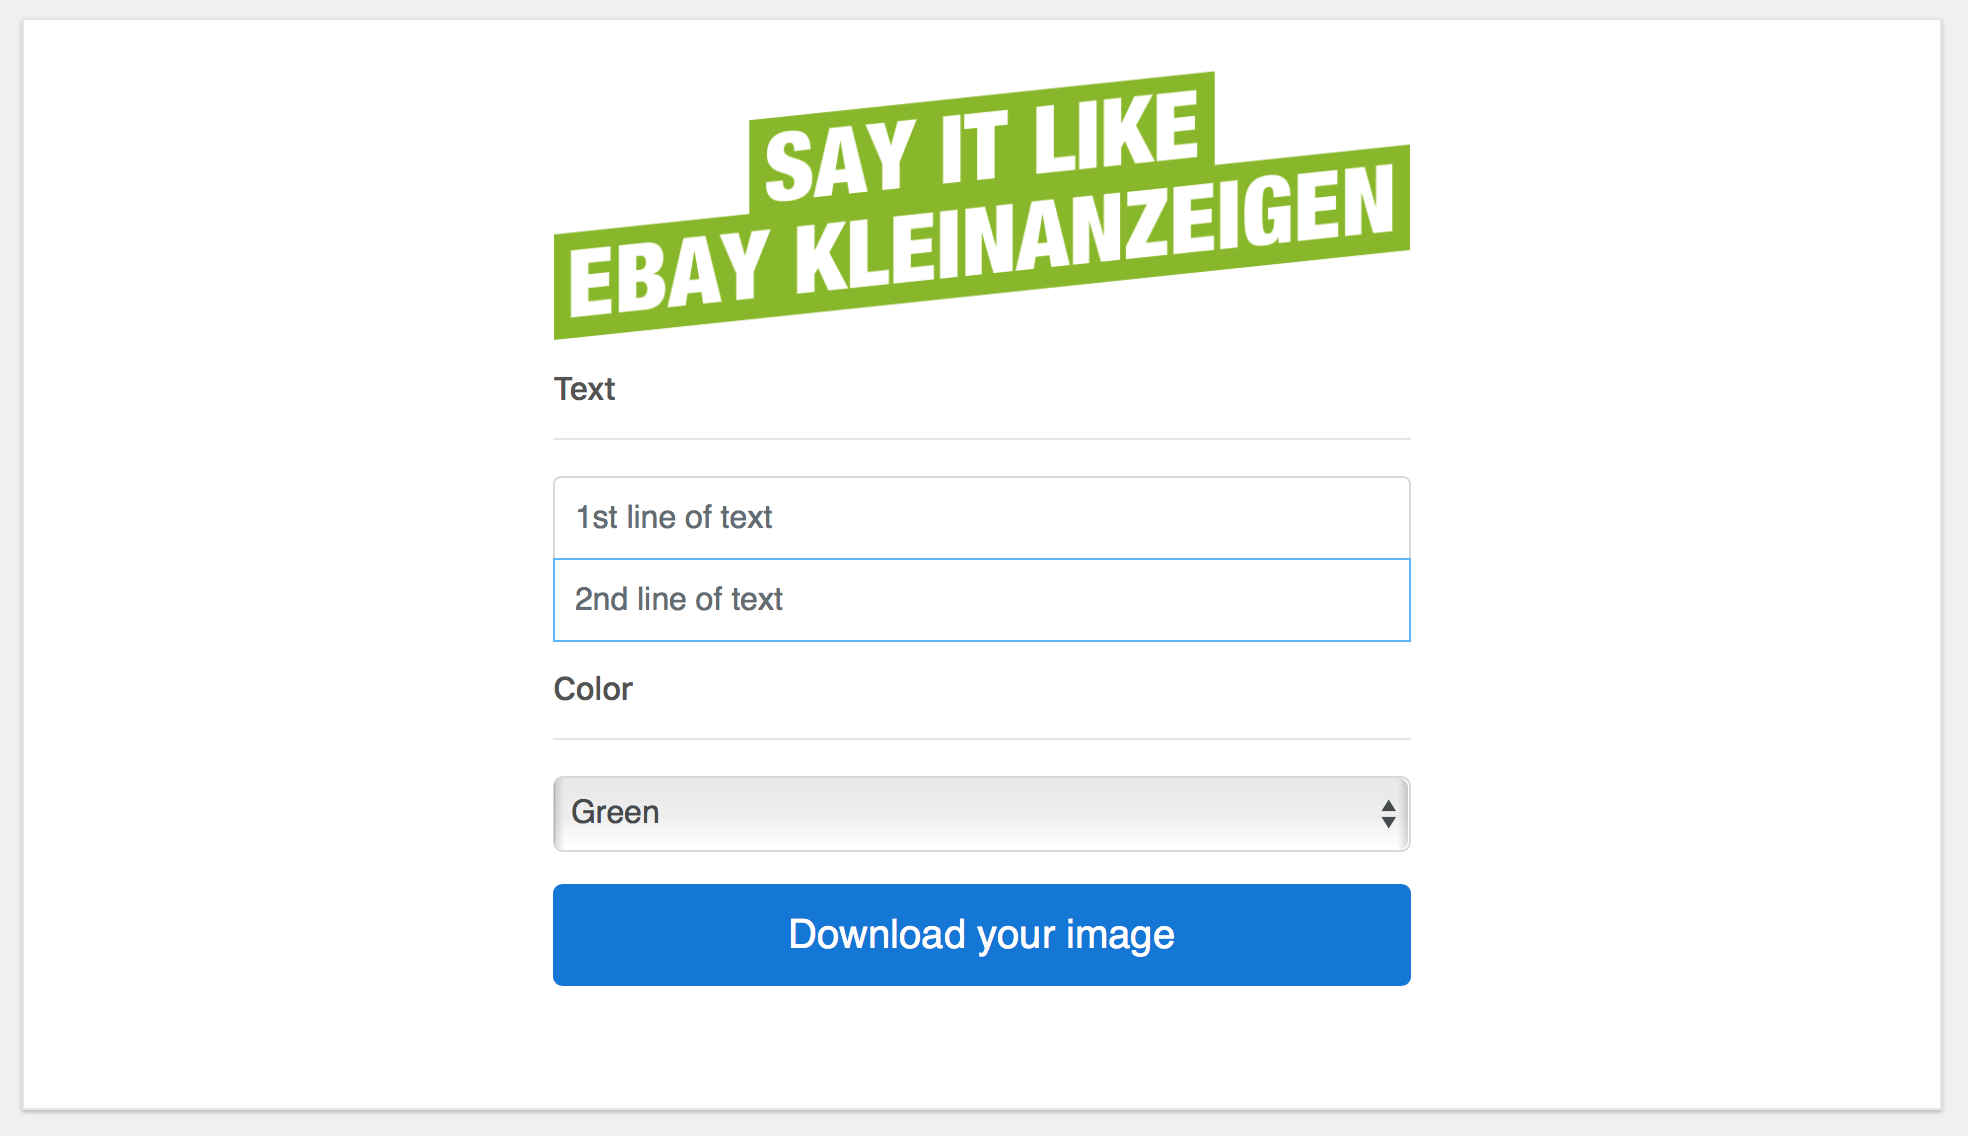 SAY IT LIKE
EBAY KLEINANZEIGEN
Text
1st line of text
2nd line of text
Color
Green
Download your image